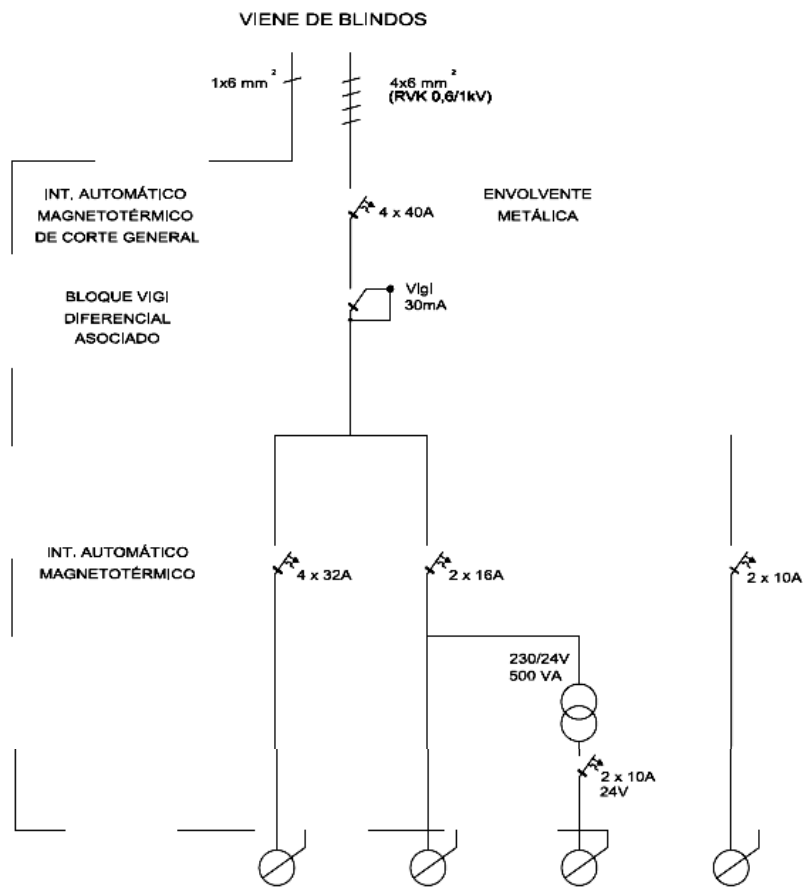 VIENE DE BLINDOS
1x6 mm²
4x6 mm²
(RVK 0,6/1kV)
INT. AUTOMÁTICO
MAGNETOTÉRMICO
DE CORTE GENERAL
4 x 40A
ENVOLVENTE
METÁLICA
BLOQUE VIGI
DIFERENCIAL
ASOCIADO
Vigi
30mA
INT. AUTOMÁTICO
MAGNETOTÉRMICO
4 x 32A
2 x 16A
2 x 10A
230/24V
500 VA
2 x 10A
24V